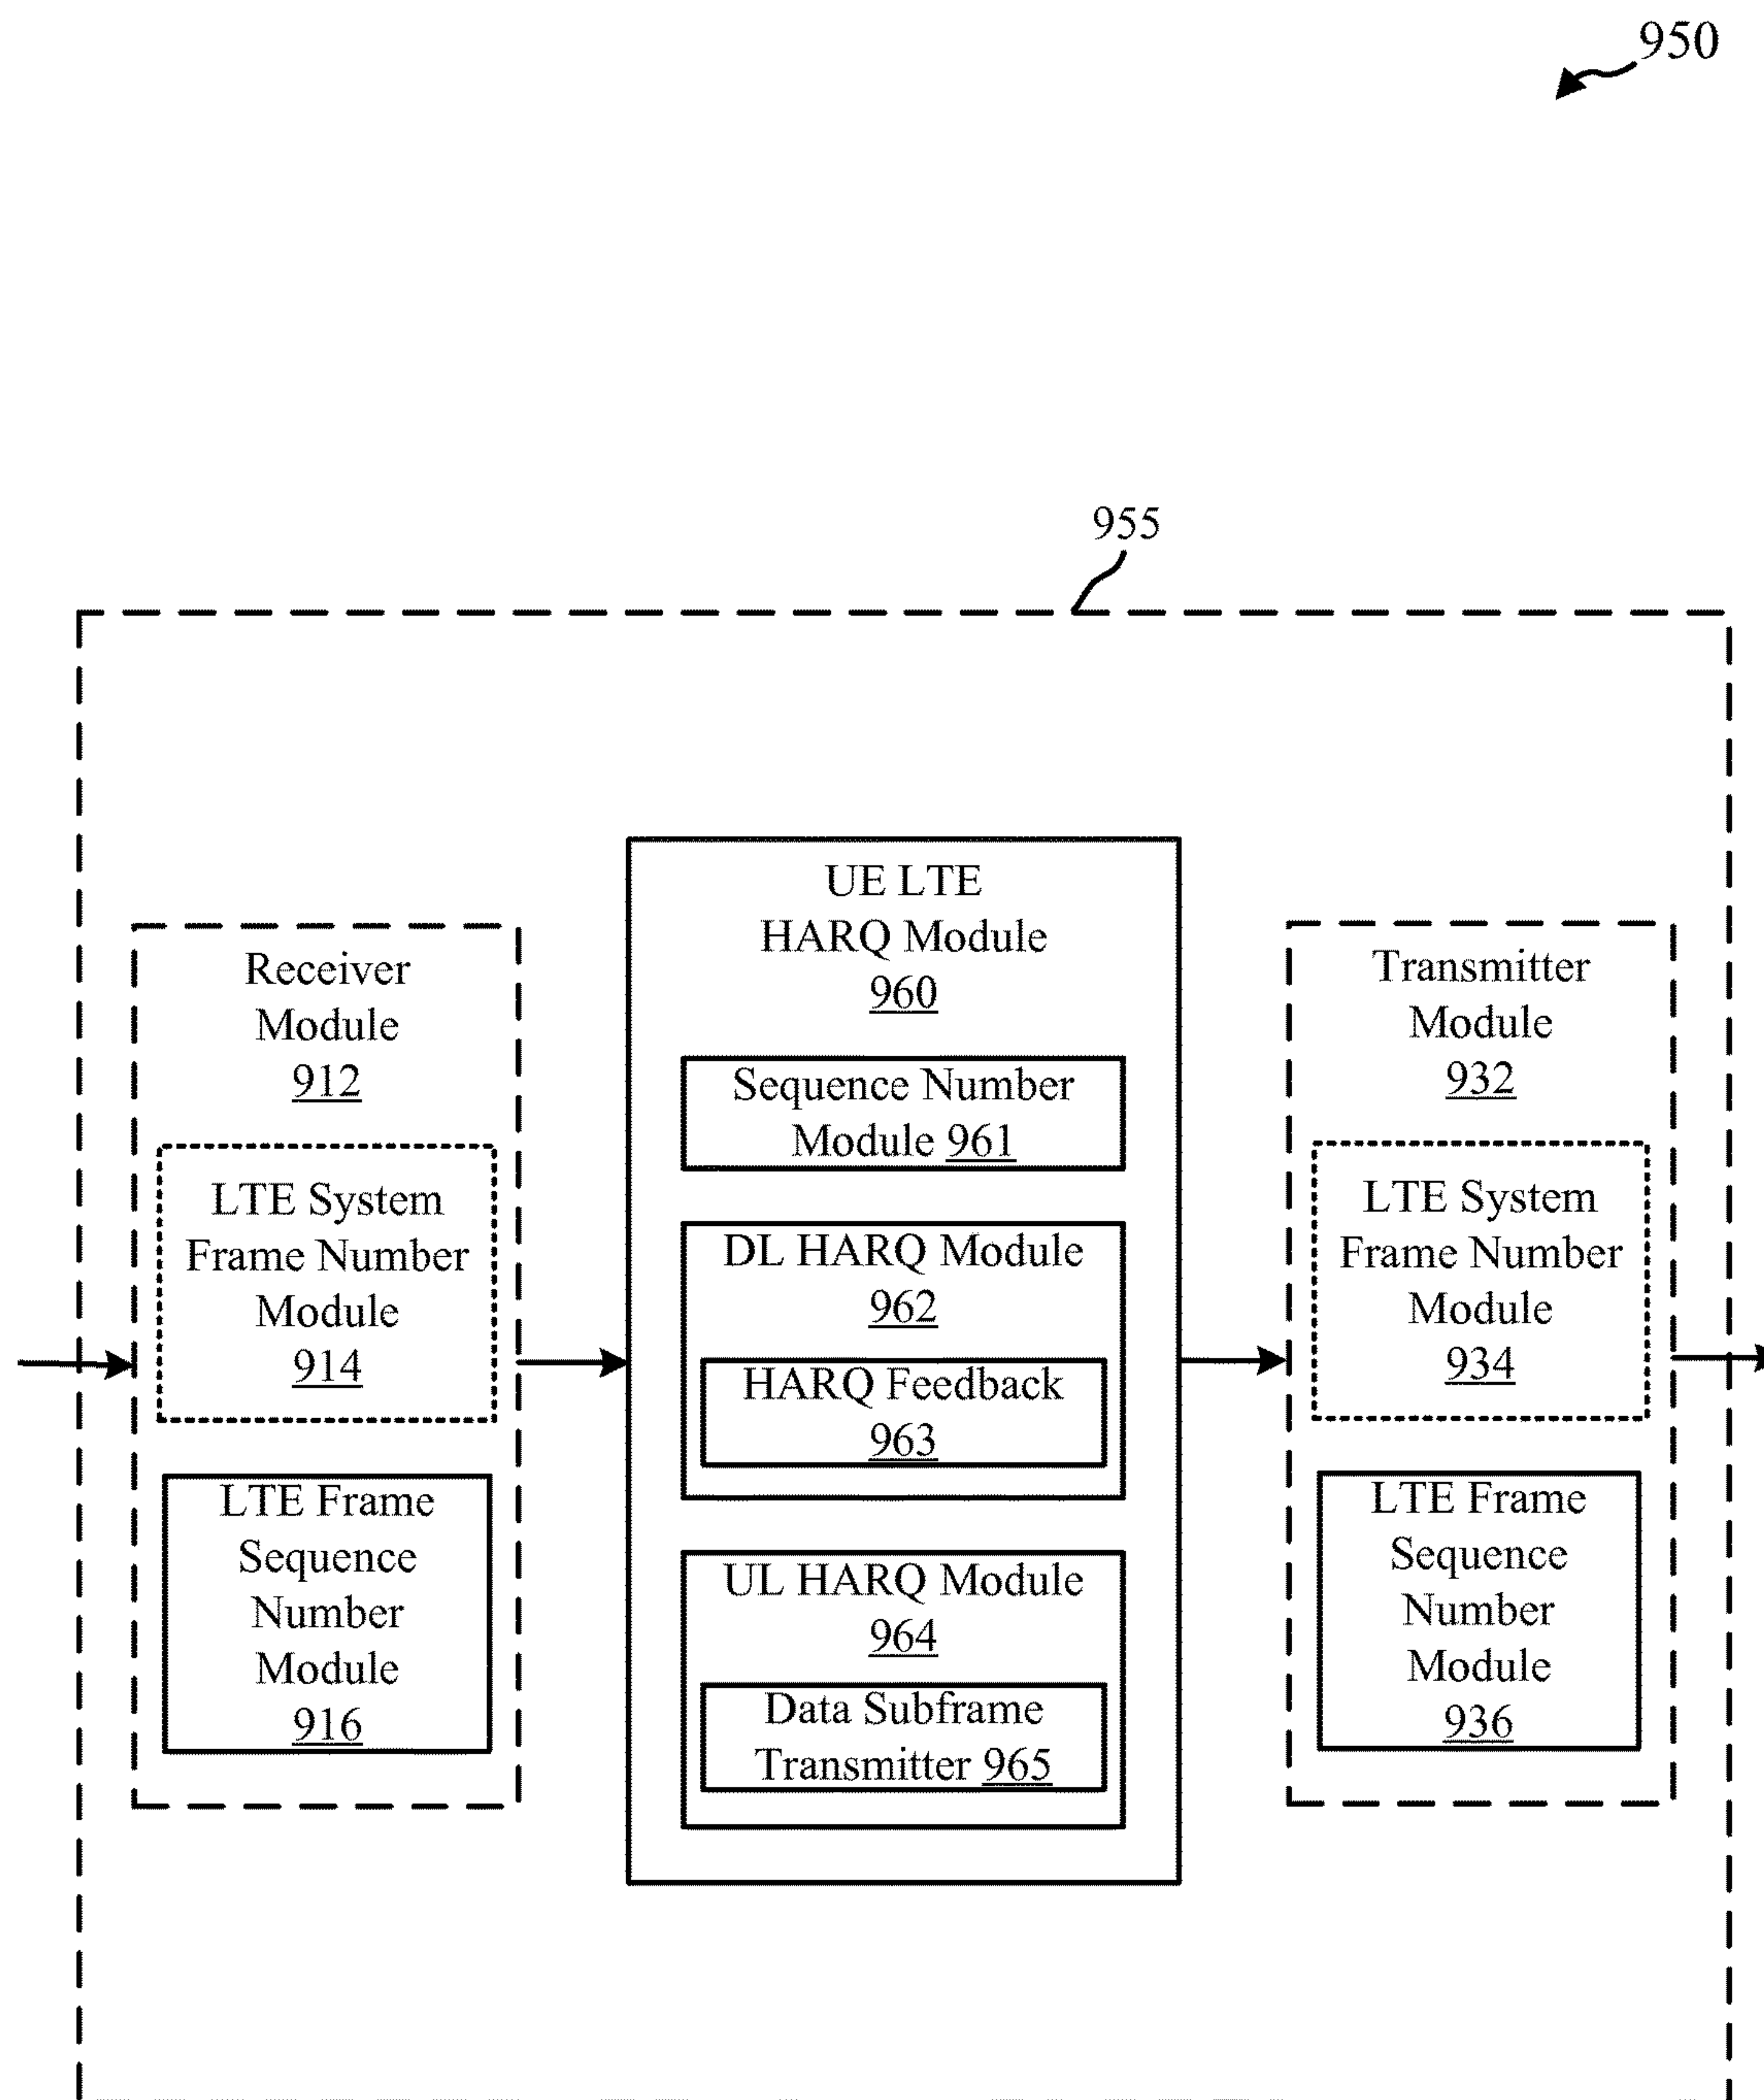 950
955
Receiver
Module
912
LTE System
Frame Number
Module
914
LTE Frame
Sequence
Number
Module
916
UE LTE
HARQ Module
960
Sequence Number
Module 961
DL HARQ Module
962
HARQ Feedback
963
UL HARQ Module
964
Data Subframe
Transmitter 965
Transmitter
Module
932
LTE System
Frame Number
Module
934
LTE Frame
Sequence
Number
Module
936